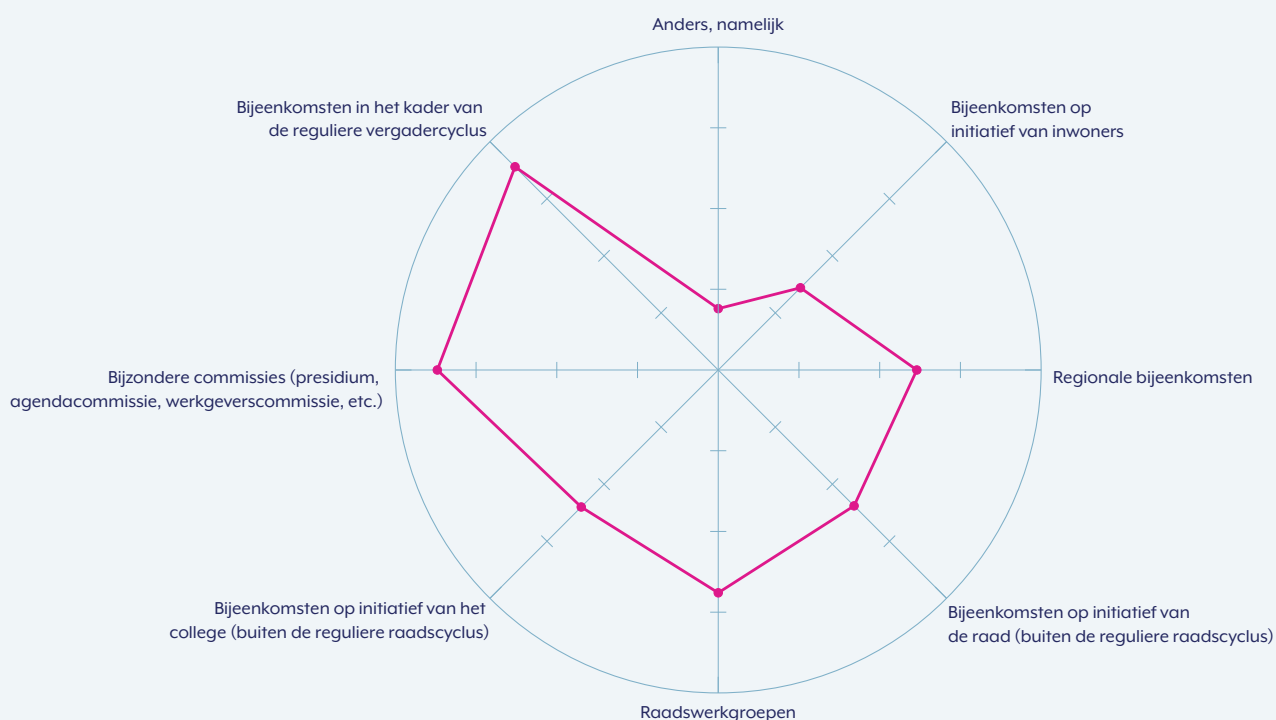 Anders, namelijk
Bijeenkomsten in het kader van
de reguliere vergadercyclus
Bijeenkomsten op
initiatief van inwoners
Bijzondere commissies (presidium,
agendacommissie, werkgeverscommissie, etc.)
Regionale bijeenkomsten
Bijeenkomsten op initiatief van het
college (buiten de reguliere raadscyclus)
Bijeenkomsten op initiatief van
de raad (buiten de reguliere raadscyclus)
Raadswerkgroepen